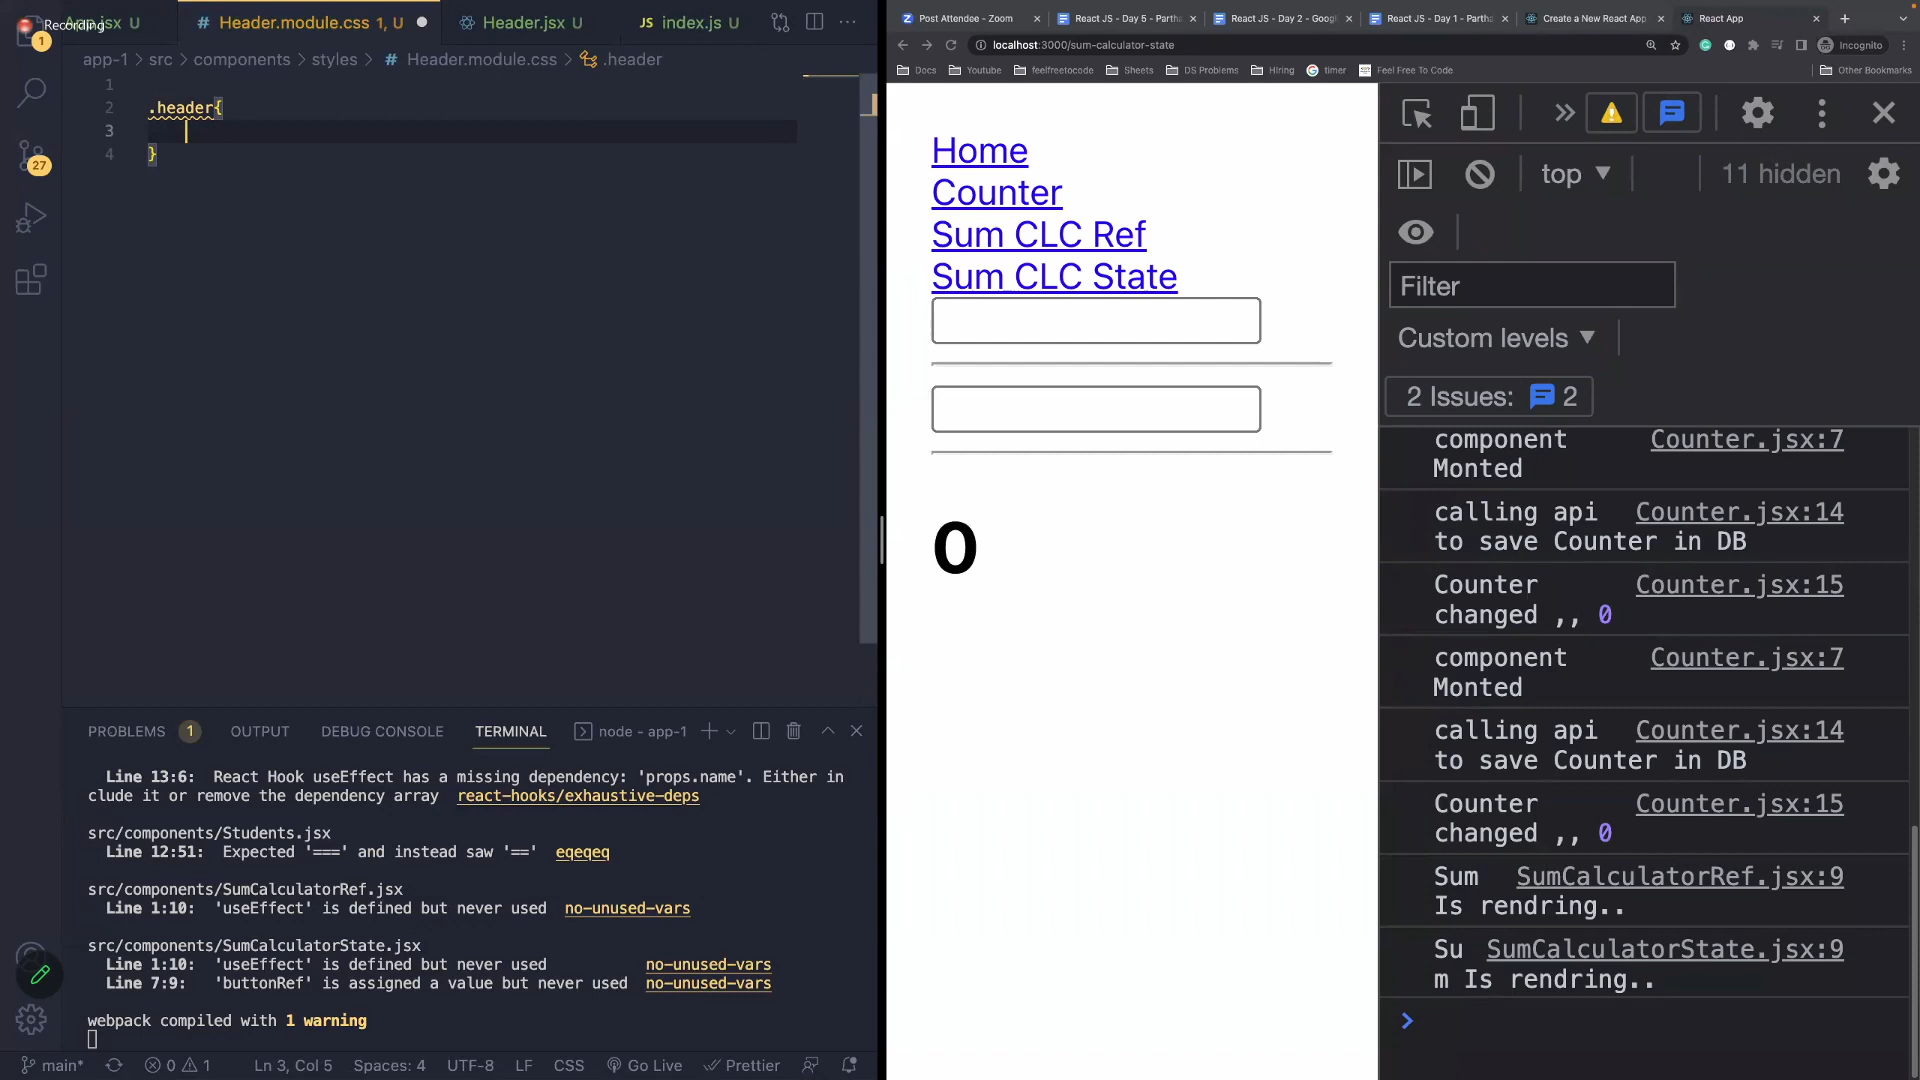 App.jsx U
Recording
Header.module.css 1, U
Header.jsx U
JS index.js U
app-1 > src > components > styles > # Header.module.css > .header
1
2 .header{
3
4 }
1
27
PROBLEMS 1 OUTPUT DEBUG CONSOLE TERMINAL node - app-1
Line 13:6: React Hook useEffect has a missing dependency: 'props.name'. Either in
clude it or remove the dependency array react-hooks/exhaustive-deps
src/components/Students.jsx
Line 12:51: Expected '===' and instead saw '==' eqeqeq
src/components/SumCalculatorRef.jsx
Line 1:10: 'useEffect' is defined but never used no-unused-vars
src/components/SumCalculatorState.jsx
Line 1:10: 'useEffect' is defined but never used no-unused-vars
Line 7:9: 'buttonRef' is assigned a value but never used no-unused-vars
webpack compiled with 1 warning
main* 0 1 Ln 3, Col 5 Spaces: 4 UTF-8 LF CSS Go Live Prettier
Post Attendee - Zoom
React JS - Day 5 - Partha
React JS - Day 2 - Googl
React JS - Day 1 - Partha
Create a New React App
React App
localhost:3000/sum-calculator-state
Incognito
Docs Youtube feelfreetocode Sheets DS Problems Hiring timer Feel Free To Code Other Bookmarks
Home
Counter
Sum CLC Ref
Sum CLC State
0
top ▼ 11 hidden
Filter
Custom levels ▼
2 Issues: 2
component Counter.jsx:7
Monted
calling api Counter.jsx:14
to save Counter in DB
Counter Counter.jsx:15
changed ,, 0
component Counter.jsx:7
Monted
calling api Counter.jsx:14
to save Counter in DB
Counter Counter.jsx:15
changed ,, 0
Sum SumCalculatorRef.jsx:9
Is rendring..
Su SumCalculatorState.jsx:9
m Is rendring..